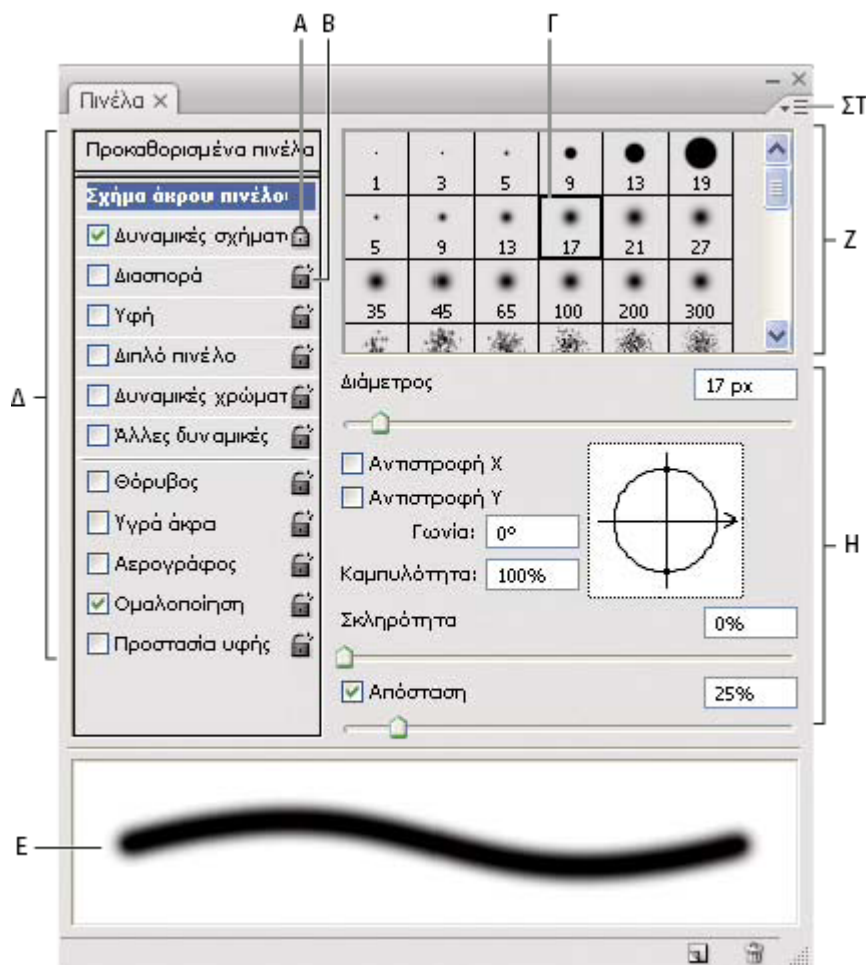 Α Β Γ
Πινέλα
ΣΤ
Δ
Προκαθορισμένα πινέλα
Σχήμα άκρου πινέλο
Δυναμικές σχήματ
Διασπορά
Υφή
Διπλό πινέλο
Δυναμικές χρώματ
Άλλες δυναμικές
Θόρυβος
Υγρά άκρα
Αερογράφος
Ομαλοποίηση
Προστασία υφής
1 3 5 9 13 19
5 9 13 17 21 27
35 45 65 100 200 300
Ζ
Διάμετρος 17 px
Αντιστροφή Χ
Αντιστροφή Υ
Γωνία: 0°
Καμπυλότητα: 100%
Σκληρότητα 0%
Απόσταση 25%
Η
Ε